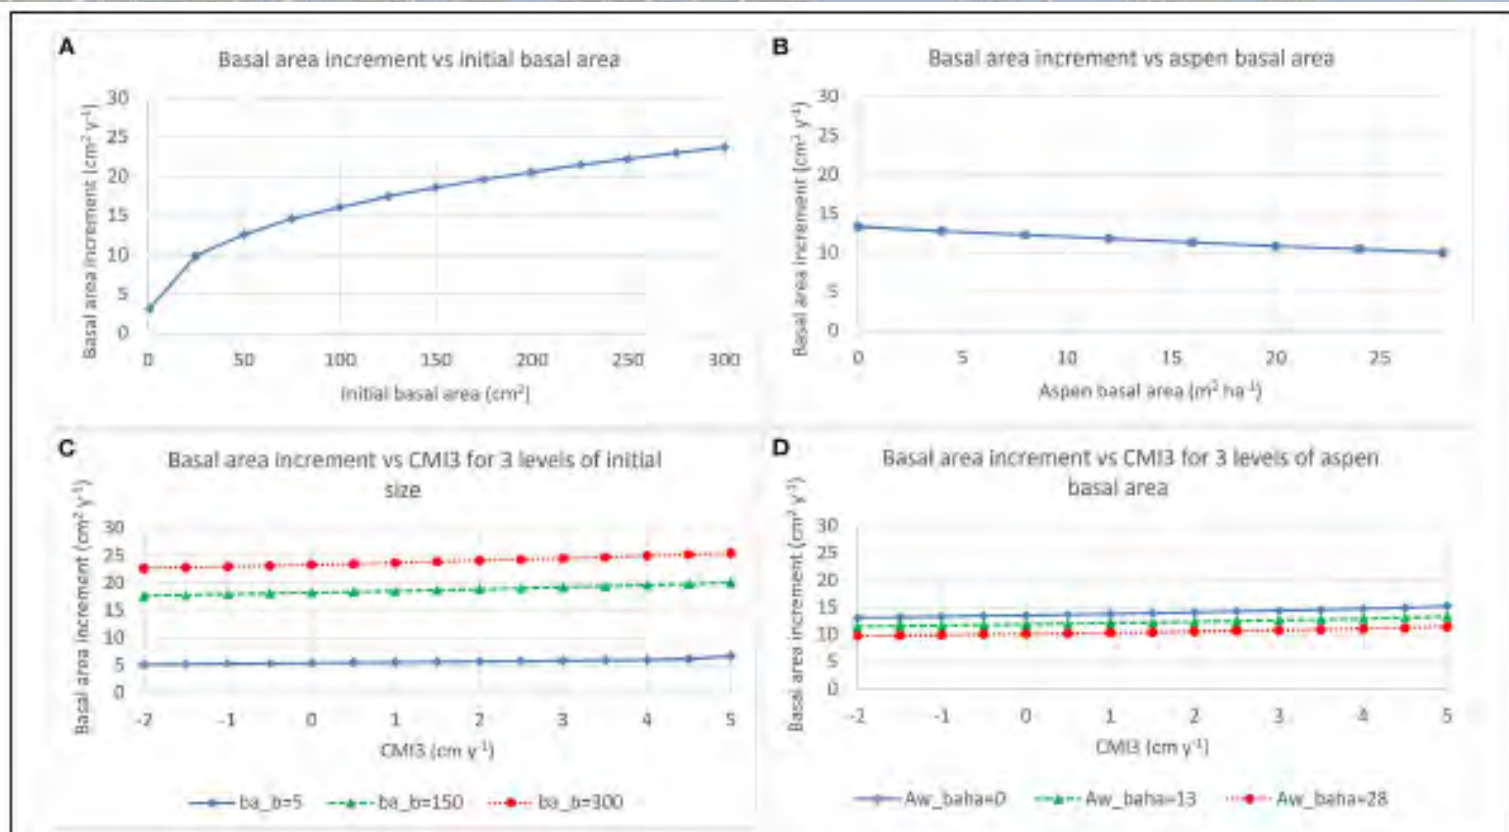 A
Basal area increment vs initial basal area
Basal area increment (cm² y⁻¹)
30
25
20
15
10
5
0
0 50 100 150 200 250 300
Initial basal area (cm²)
B
Basal area increment vs aspen basal area
Basal area increment (cm² y⁻¹)
30
25
20
15
10
5
0
0 5 10 15 20 25
Aspen basal area (m² ha⁻¹)
C
Basal area increment vs CMI3 for 3 levels of initial
size
Basal area increment (cm² y⁻¹)
30
25
20
15
10
5
0
-2 -1 0 1 2 3 4 5
CMI3 (cm y⁻¹)
ba_b=5 ba_b=150 ba_b=300
D
Basal area increment vs CMI3 for 3 levels of aspen
basal area
Basal area increment (cm² y⁻¹)
30
25
20
15
10
5
0
-2 -1 0 1 2 3 4 5
CMI3 (cm y⁻¹)
Aw_baha=0 Aw_baha=13 Aw_baha=28